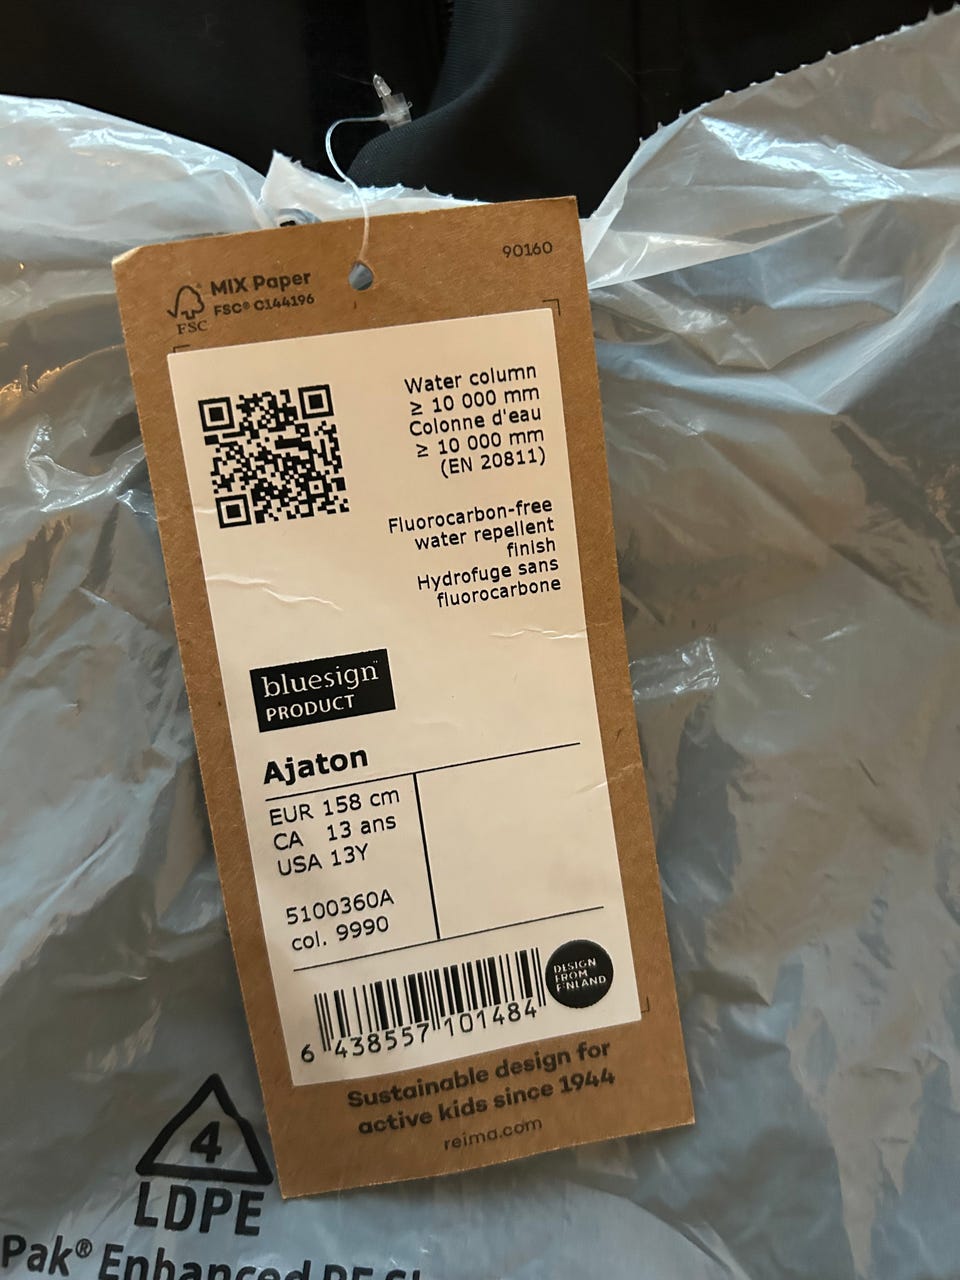 MIX Paper
FSC® C144196
FSC
90160
Water column
≥ 10 000 mm
Colonne d'eau
≥ 10 000 mm
(EN 20811)
Fluorocarbon-free
water repellent
finish
Hydrofuge sans
fluorocarbone
bluesign™
PRODUCT
Ajaton
EUR 158 cm
CA 13 ans
USA 13Y
5100360A
col. 9990
6 438557 101484
DESIGN
FROM
FINLAND
Sustainable design for
active kids since 1944
reima.com
4
LDPE
Pak® Enhanced